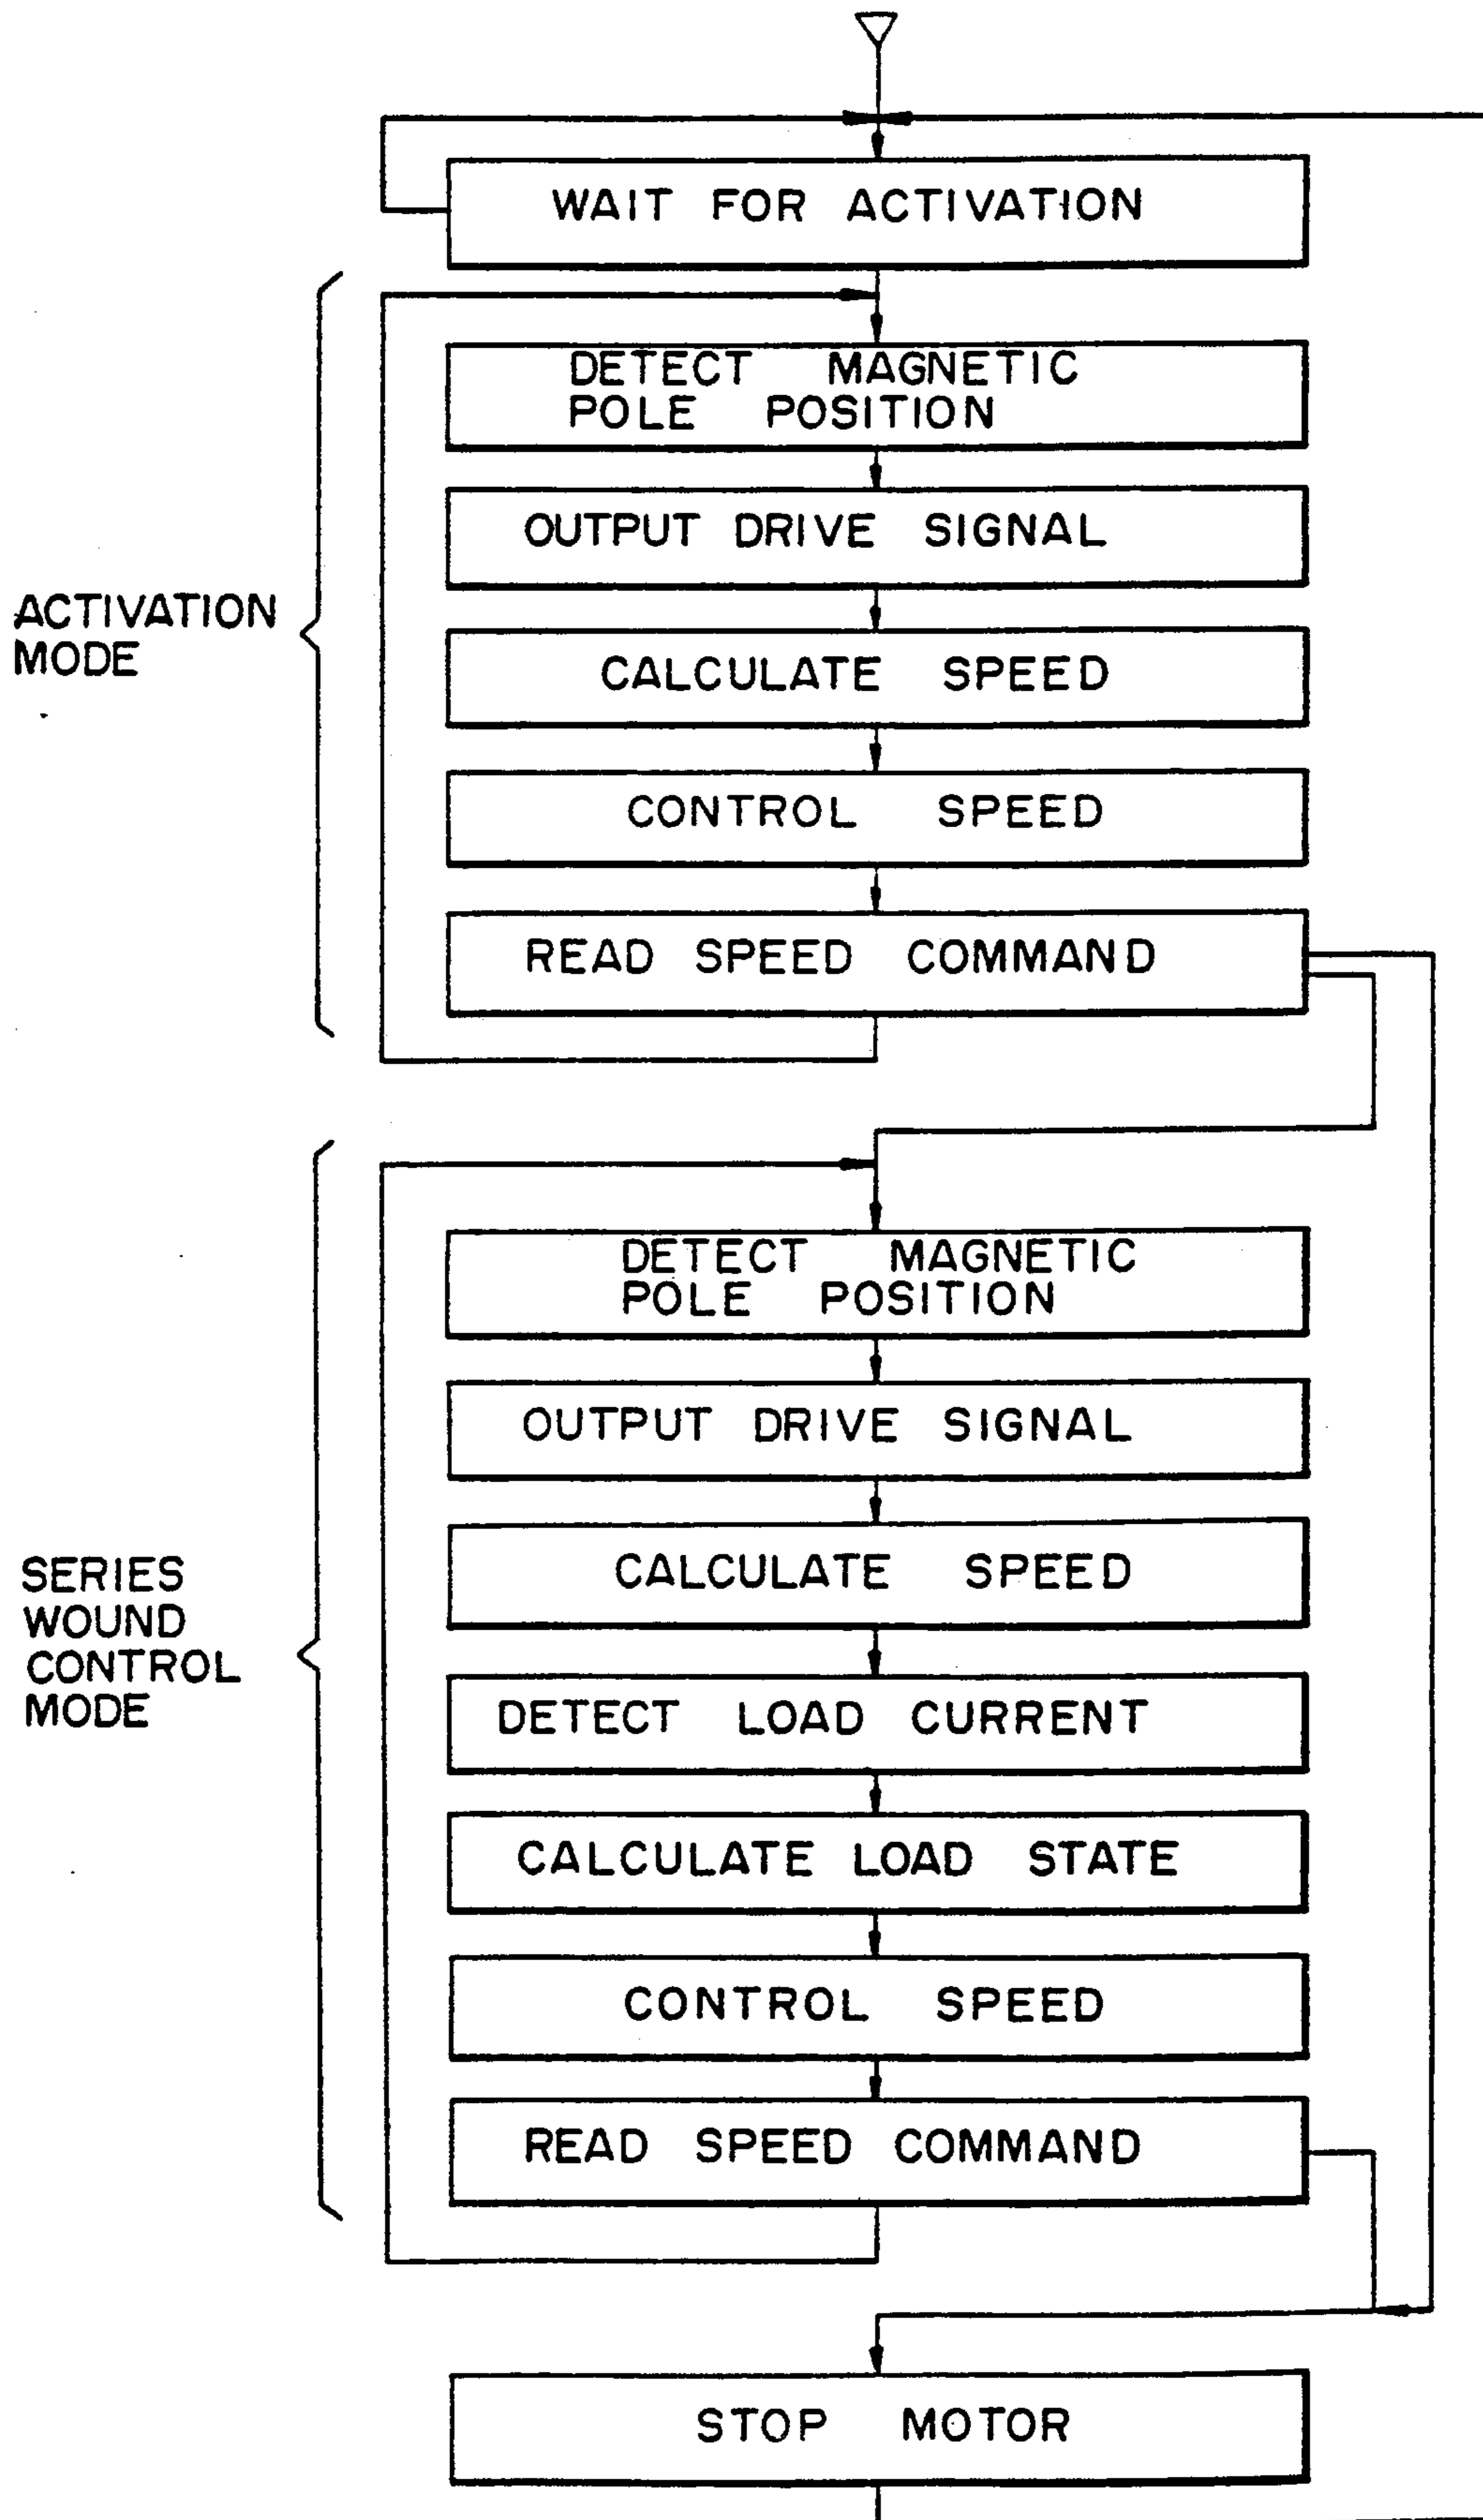 WAIT FOR ACTIVATION
ACTIVATION
MODE
DETECT MAGNETIC
POLE POSITION
OUTPUT DRIVE SIGNAL
CALCULATE SPEED
CONTROL SPEED
READ SPEED COMMAND
SERIES
WOUND
CONTROL
MODE
DETECT MAGNETIC
POLE POSITION
OUTPUT DRIVE SIGNAL
CALCULATE SPEED
DETECT LOAD CURRENT
CALCULATE LOAD STATE
CONTROL SPEED
READ SPEED COMMAND
STOP MOTOR